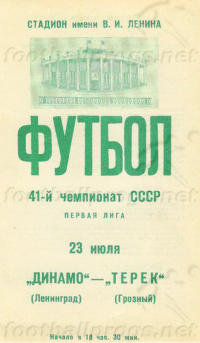 СТАДИОН имени В. И. ЛЕНИНА
ФУТБОЛ
41-й чемпионат СССР
ПЕРВАЯ ЛИГА
23 июля
„ДИНАМО“—„ТЕРЕК“
(Ленинград) (Грозный)
Начало в 18 час. 30 мин.